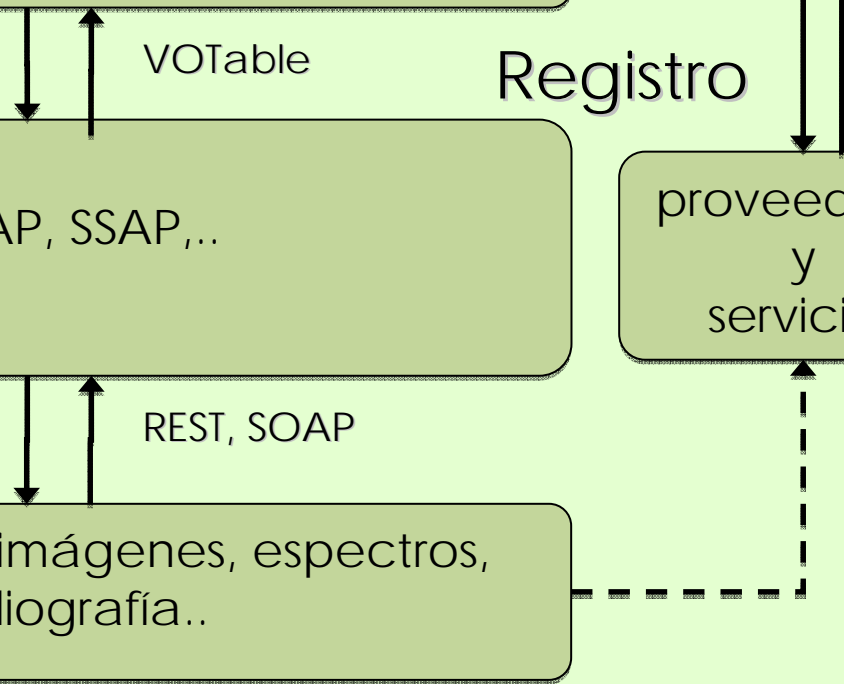 VOTable
Registro
AP, SSAP,..
proveed
y
servici
REST, SOAP
imágenes, espectros,
liografía..